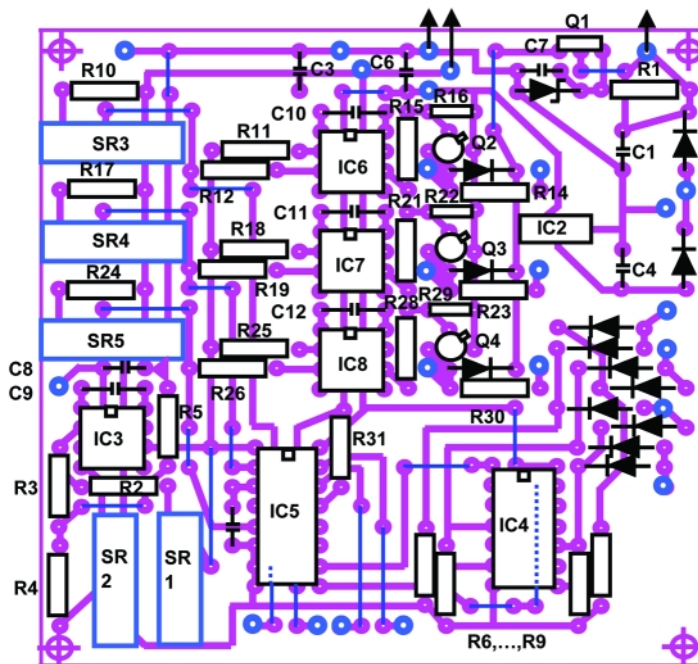 Q1
C7
C3
C6
R10
R1
R15
R16
C10
SR3
R11
IC6
Q2
C1
R17
R12
R14
C11
R21
R22
IC2
SR4
R18
IC7
Q3
R24
R19
C4
R28
R29
C12
R23
SR5
R25
IC8
Q4
C8
C9
R26
R5
R30
IC3
R31
R3
R2
IC5
IC4
SR
2
SR
1
R4
R6,...,R9